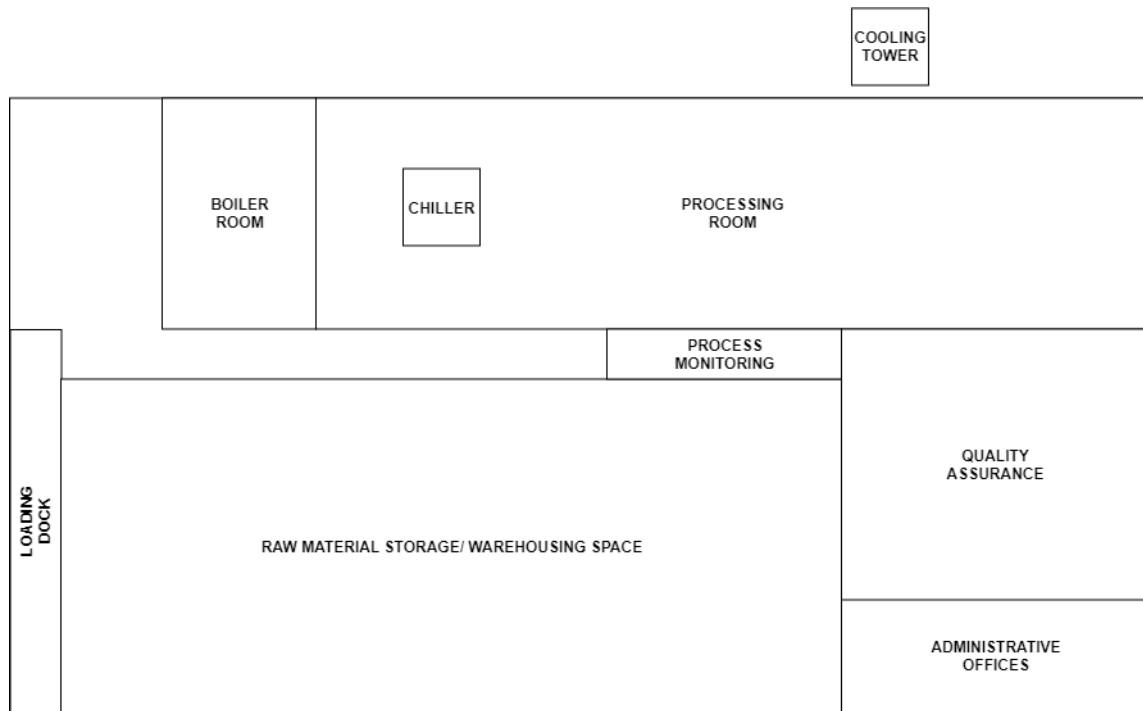 COOLING
TOWER
BOILER
ROOM
CHILLER
PROCESSING
ROOM
PROCESS
MONITORING
QUALITY
ASSURANCE
LOADING
DOCK
RAW MATERIAL STORAGE/ WAREHOUSING SPACE
ADMINISTRATIVE
OFFICES